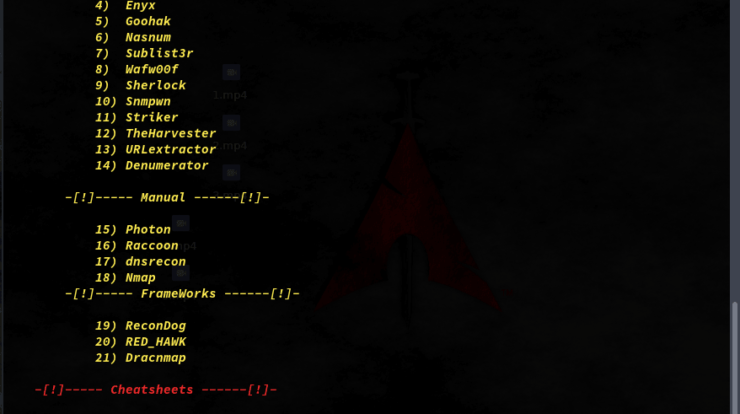 4) Enyx
5) Goohak
6) Nasnum
7) Sublist3r
8) Wafw00f
9) Sherlock
10) Snmpwn
11) Striker
12) TheHarvester
13) URLextractor
14) Denumerator
-[!]----- Manual ------[!]-
15) Photon
16) Raccoon
17) dnsrecon
18) Nmap
-[!]----- FrameWorks ------[!]-
19) ReconDog
20) RED_HAWK
21) Dracnmap
-[!]----- Cheatsheets ------[!]-
1.mp4